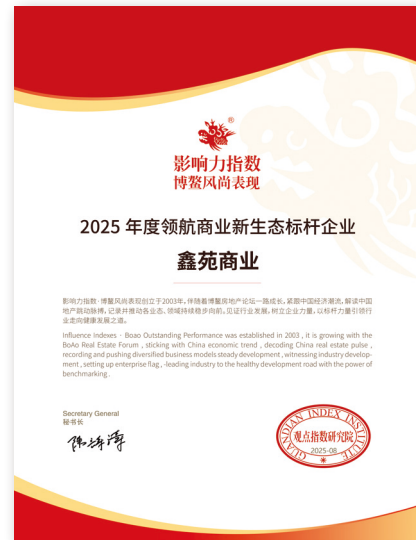 ®
影响力指数
博鳌风尚表现
2025 年度领航商业新生态标杆企业
鑫苑商业
影响力指数·博鳌风尚表现创立于2003年,伴随着博鳌房地产论坛一路成长,紧跟中国经济潮流,解读中国
地产跳动脉搏,记录并推动各业态、领域持续稳步向前,见证行业发展,树立企业力量,以标杆力量引领行
业走向健康发展之道。
Influence Indexes - Boao Outstanding Performance was established in 2003 , it is growing with the
BoAo Real Estate Forum , sticking with China economic trend , decoding China real estate pulse ,
recording and pushing diversified business models steady development , witnessing industry develop-
ment , setting up enterprise flag , -leading industry to the healthy development road with the power of
benchmarking .
Secretary General
秘书长
GUANDIAN INDEX INSTITUTE
观点指数研究院
2025-08